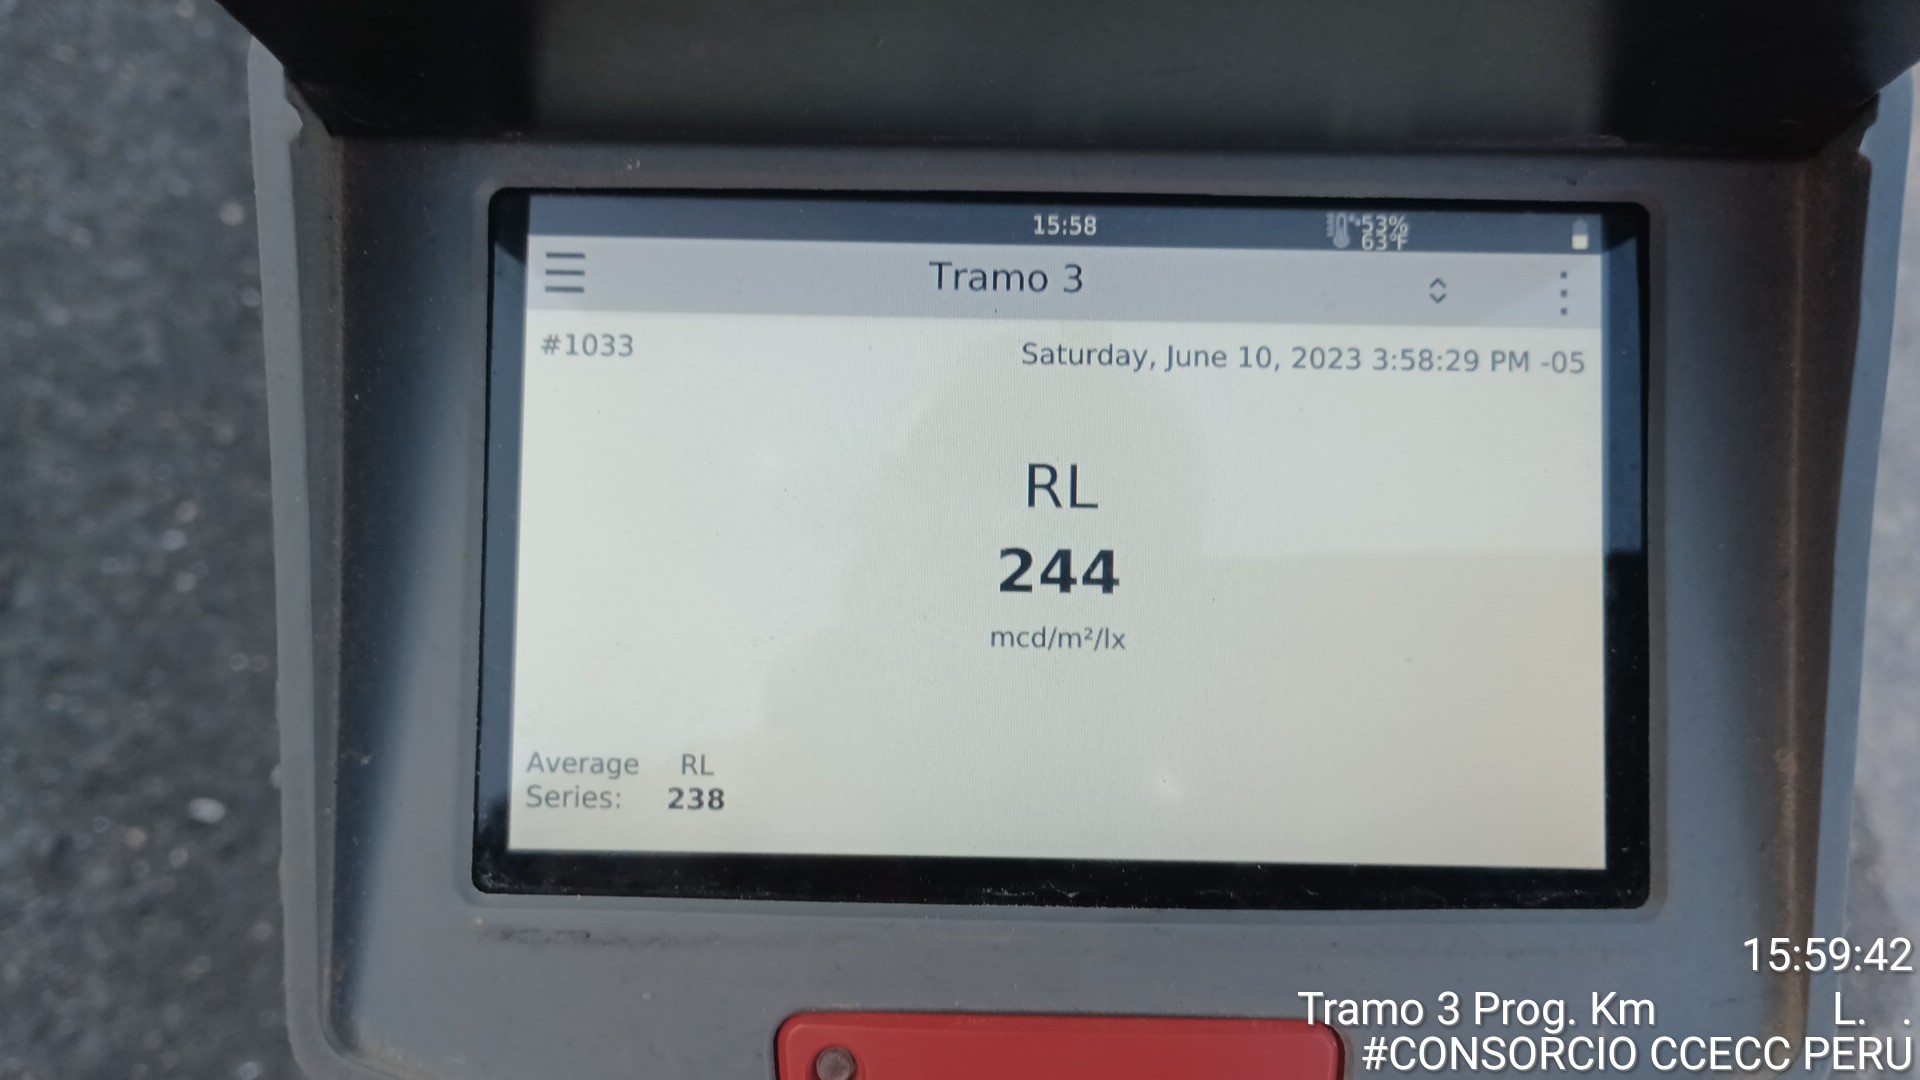 15:58
53%
63°F
Tramo 3
#1033
Saturday, June 10, 2023 3:58:29 PM -05
RL
244
mcd/m²/lx
Average RL
Series: 238
15:59:42
Tramo 3 Prog. Km L. .
#CONSORCIO CCECC PERU